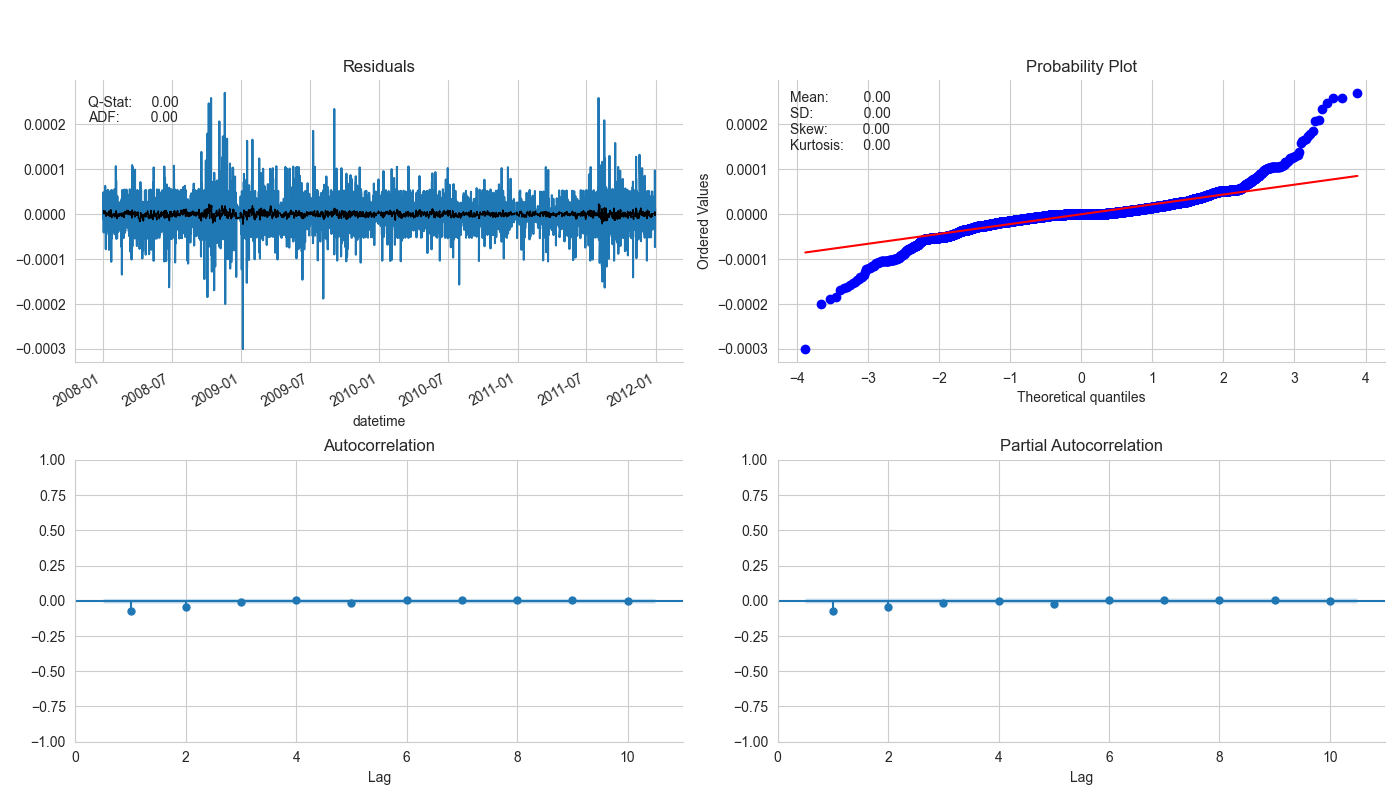 Residuals
Q-Stat: 0.00
ADF: 0.00
0.0002
0.0001
0.0000
−0.0001
−0.0002
−0.0003
2008-01 2008-07 2009-01 2009-07 2010-01 2010-07 2011-01 2011-07 2012-01
datetime
Probability Plot
Mean: 0.00
SD: 0.00
Skew: 0.00
Kurtosis: 0.00
Ordered Values
0.0002
0.0001
0.0000
−0.0001
−0.0002
−0.0003
−4 −3 −2 −1 0 1 2 3 4
Theoretical quantiles
Autocorrelation
1.00
0.75
0.50
0.25
0.00
−0.25
−0.50
−0.75
−1.00
0 2 4 6 8 10
Lag
Partial Autocorrelation
1.00
0.75
0.50
0.25
0.00
−0.25
−0.50
−0.75
−1.00
0 2 4 6 8 10
Lag